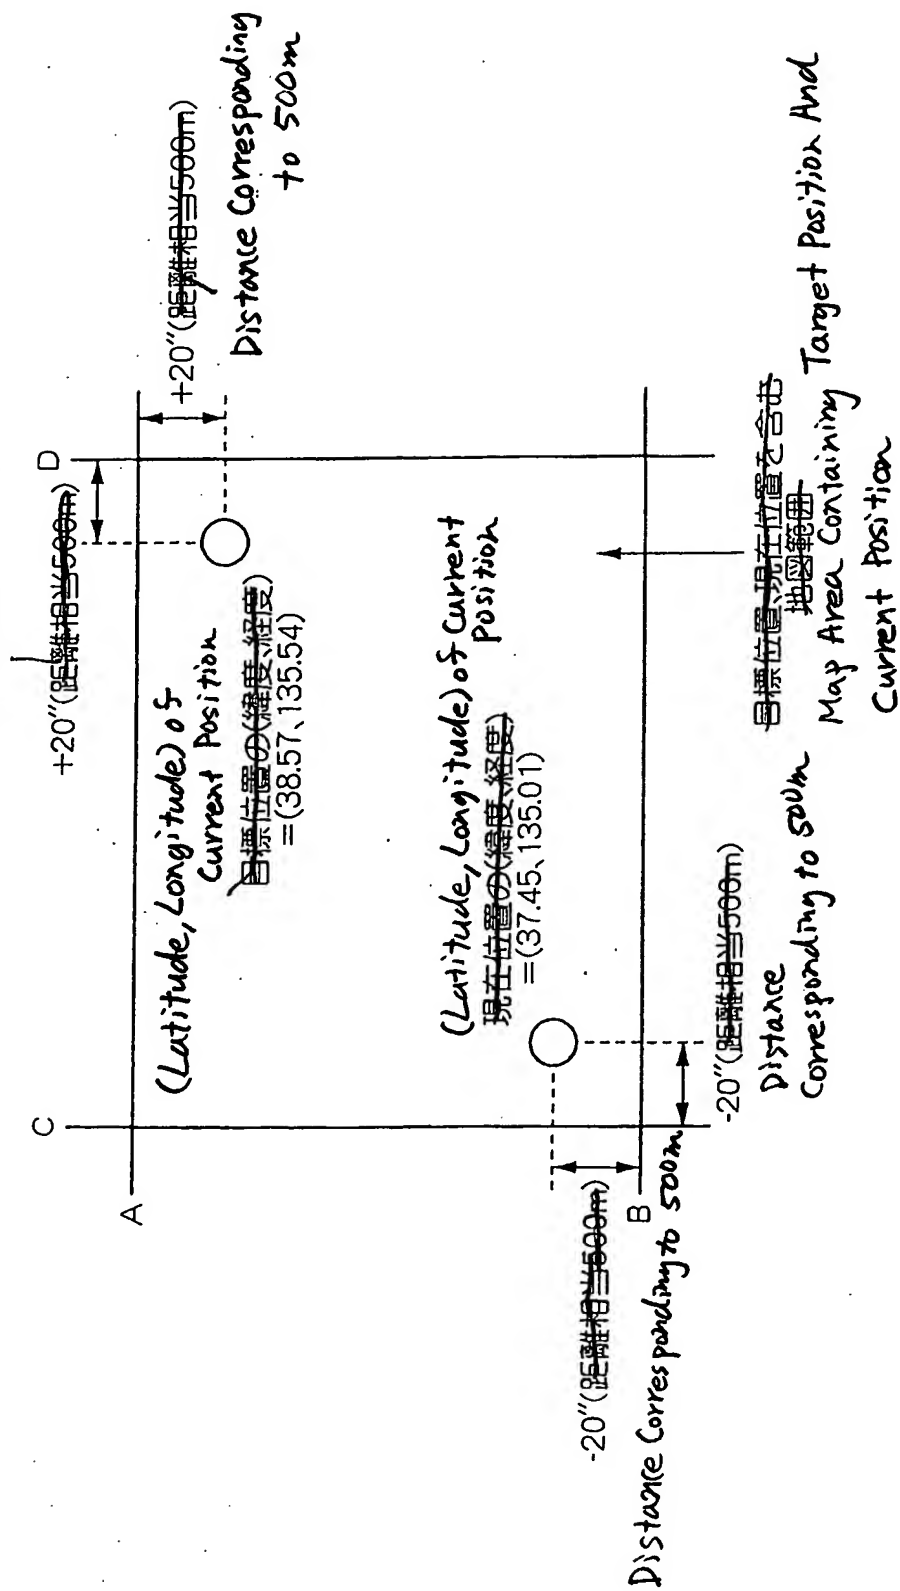 +20"(距離相当500m)
D
+20"(距離相当500m)
Distance Corresponding
to 500m
C
A
(Latitude, Longitude) of
Current Position
目標位置の(緯度、経度)
=(38.57、135.54)
(Latitude, Longitude) of Current
Position
現在位置の(緯度、経度)
=(37.45、135.01)
-20"(距離相当500m)
Distance Corresponding to 500m
B
-20"(距離相当500m)
Distance
Corresponding to 500m
目標位置、現在位置を含む
地図範囲
Map Area Containing Target Position And
Current Position